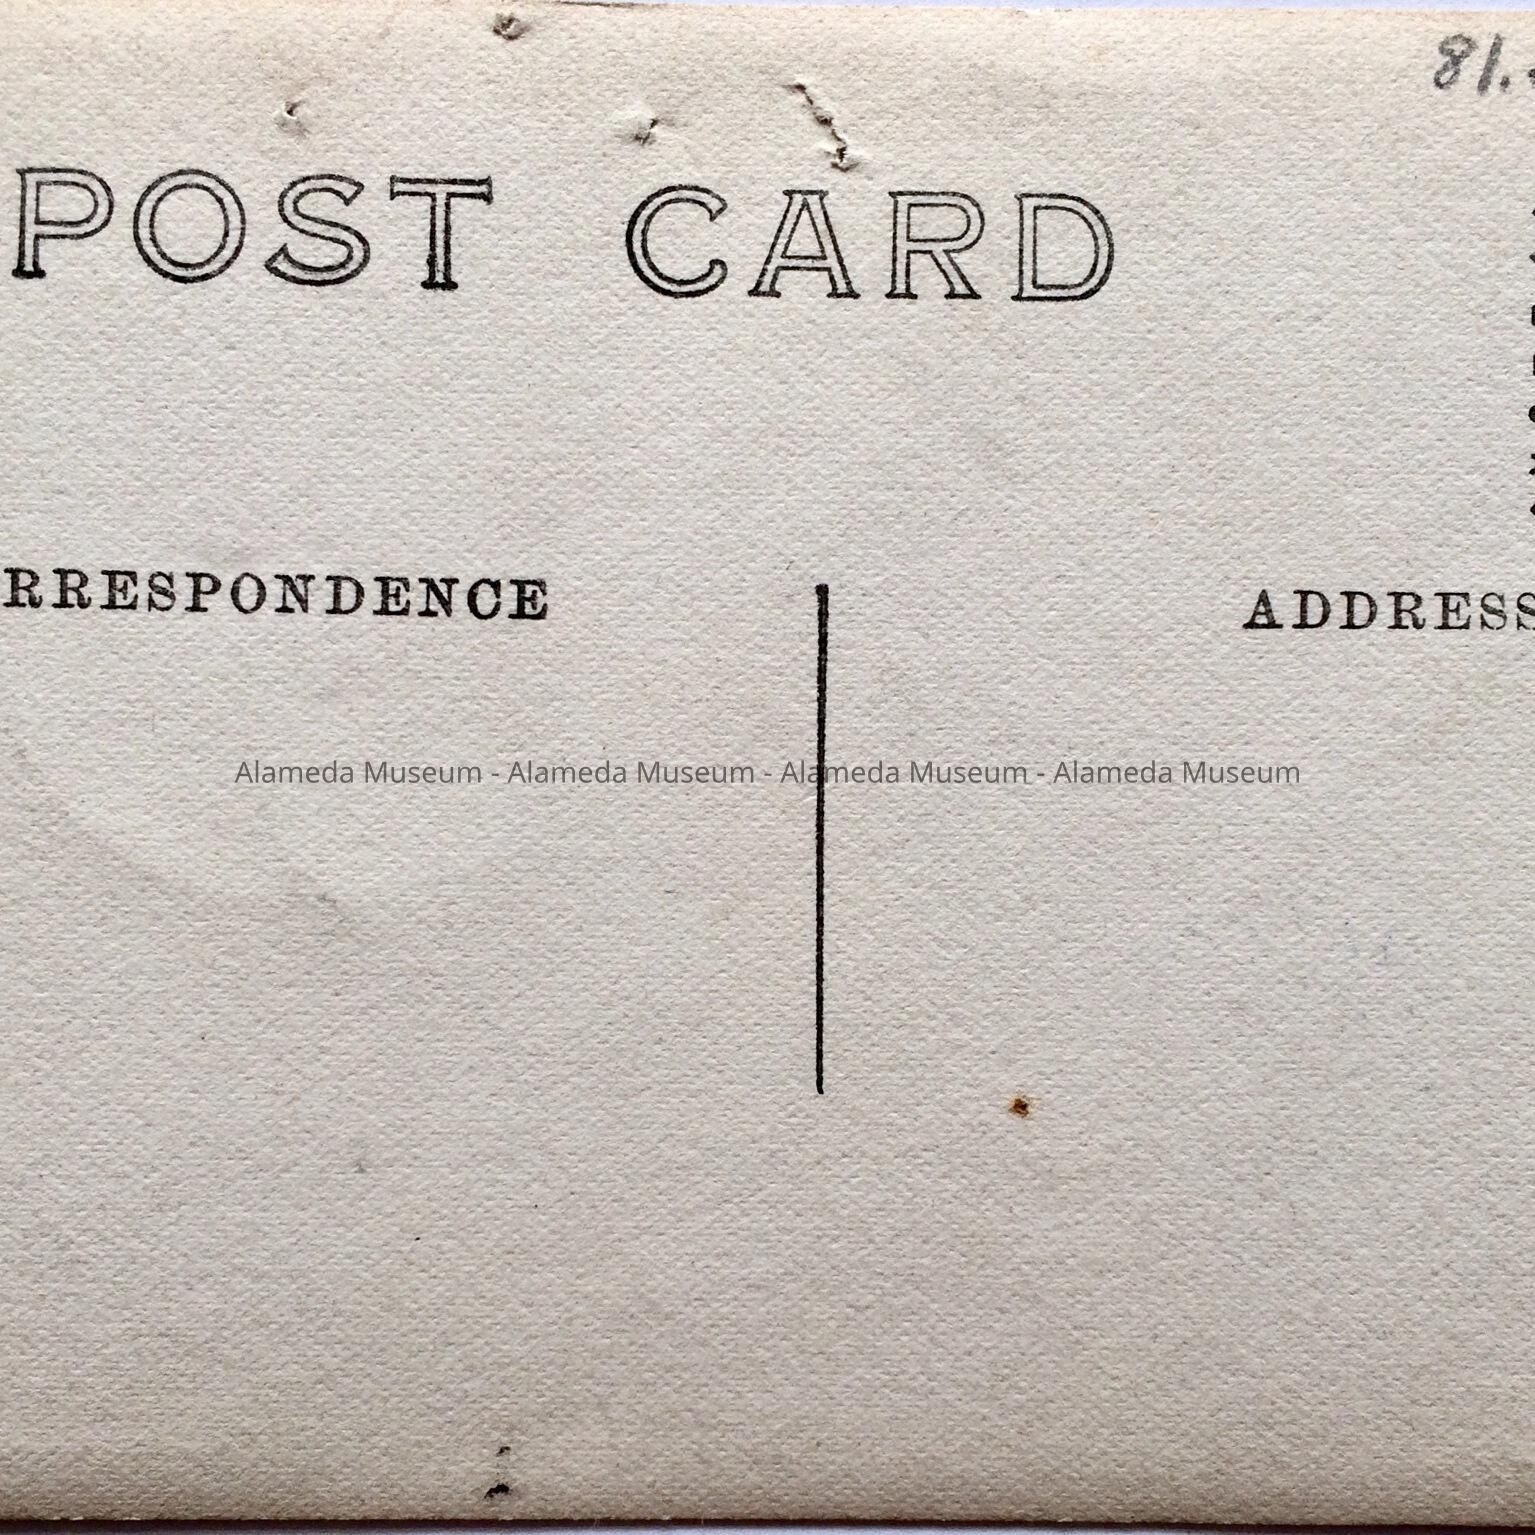 81.
POST CARD
RRESPONDENCE
ADDRESS
Alameda Museum - Alameda Museum - Alameda Museum - Alameda Museum